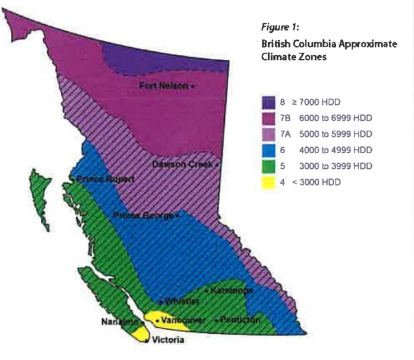 Figure 1:
British Columbia Approximate
Climate Zones
8 ≥ 7000 HDD
7B 6000 to 6999 HDD
7A 5000 to 5999 HDD
6 4000 to 4999 HDD
5 3000 to 3999 HDD
4 < 3000 HDD
Fort Nelson
Dawson Creek
Prince Rupert
Prince George
Kamloops
Whistler
Nanaimo
Vancouver
Penticton
Victoria